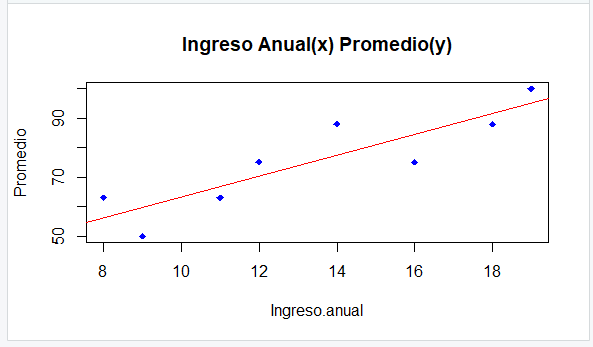 Ingreso Anual(x) Promedio(y)
Promedio
90
70
50
8 10 12 14 16 18
Ingreso.anual